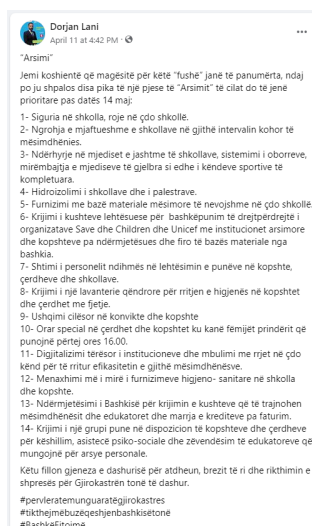 Dorjan Lani
April 11 at 4:42 PM ·
"Arsimi"
Jemi koshientë që magësitë për këtë "fushë" janë të panumërta, ndaj
po ju shpalos disa pika të një pjese të "Arsimit" të cilat do të jenë
prioritare pas datës 14 maj:
1- Siguria në shkolla, roje në çdo shkollë.
2- Ngrohja e mjaftueshme e shkollave në gjithë intervalin kohor të
mësimdhënies.
3- Ndërhyrje në mjediset e jashtme të shkollave, sistemimi i oborreve,
mirëmbajtja e mjediseve të gjelbra si edhe i këndeve sportive të
kompletuara.
4- Hidroizolimi i shkollave dhe i palestrave.
5- Furnizimi me bazë materiale mësimore të nevojshme në çdo shkollë.
6- Krijimi i kushteve lehtësuese për bashkëpunim të drejtpërdrejtë i
organizatave Save dhe Children dhe Unicef me institucionet arsimore
dhe kopshteve pa ndërmjetësues dhe firo të bazës materiale nga
bashkia.
7- Shtimi i personelit ndihmës në lehtësimin e punëve në kopshte,
çerdheve dhe shkollave.
8- Krijimi i një lavanterie qëndrore për rritjen e higjenës në kopshtet
dhe çerdhet me fjetje.
9- Ushqimi cilësor në konvikte dhe kopshte
10- Orar special në çerdhet dhe kopshtet ku kanë fëmijët prindërit që
punojnë përtej ores 16.00.
11- Digjitalizimi tërësor i institucioneve dhe mbulimi me rrjet në çdo
kënd për të rritur efikasitetin e gjithë mësimdhënësve.
12- Menaxhimi më i mirë i furnizimeve higjeno- sanitare në shkolla
dhe kopshte.
13- Ndërmjetësimi i Bashkisë për krijimin e kushteve që të trajnohen
mësimdhënësit dhe edukatoret dhe marrja e krediteve pa faturim.
14- Krijimi i një grupi pune në dispozicion të kopshteve dhe çerdheve
për këshillim, asistecë psiko-sociale dhe zëvendësim të edukatoreve që
mungojnë për arsye personale.
Këtu fillon gjeneza e dashurisë për atdheun, brezit të ri dhe rikthimin e
shpresës për Gjirokastrën tonë të dashur.
#pervleratemunguaratëgjirokastres
#tikthejmëbuzëqeshjenbashkisëtonë
#BashkëFitojmë